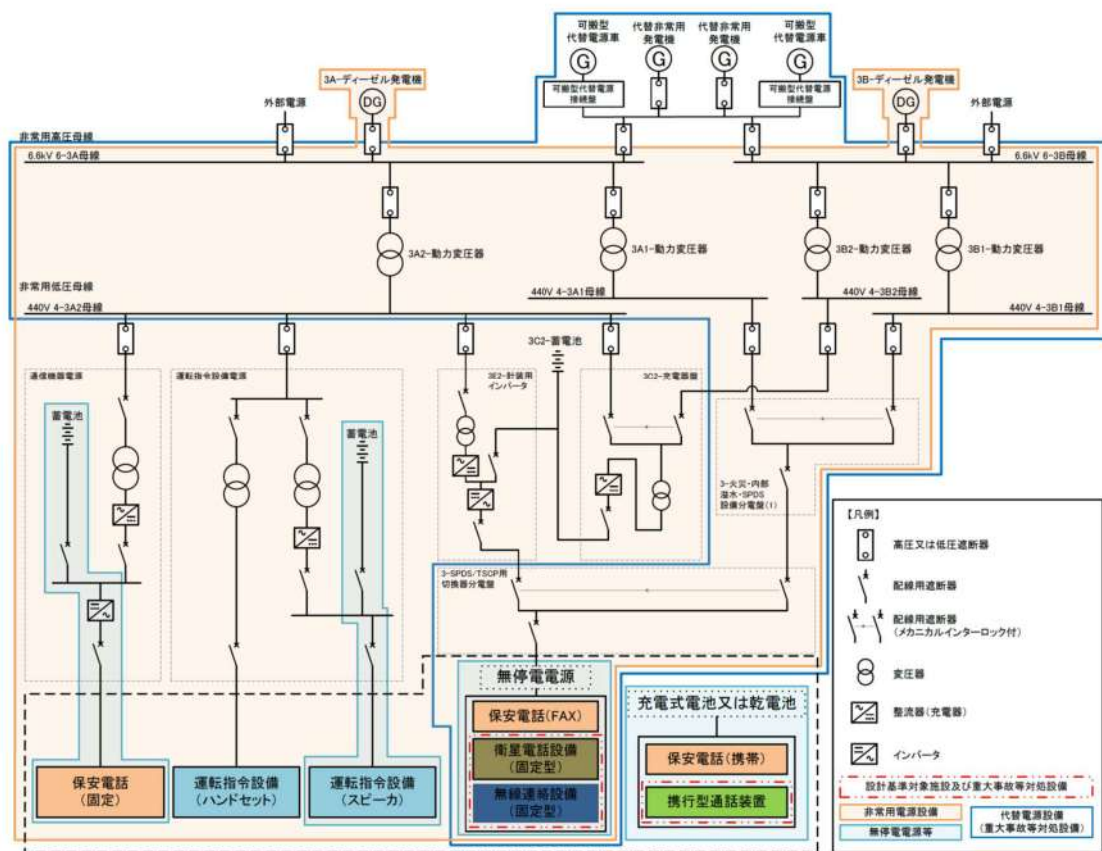 可搬型
代替電源車
代替非常用
発電機
代替非常用
発電機
可搬型
代替電源車
G
G
G
G
可搬型代替電源
接続盤
可搬型代替電源
接続盤
3A-ディーゼル発電機
DG
3B-ディーゼル発電機
DG
外部電源
外部電源
非常用高圧母線
6.6kV 6-3A母線
6.6kV 6-3B母線
3A2-動力変圧器
3A1-動力変圧器
3B2-動力変圧器
3B1-動力変圧器
非常用低圧母線
440V 4-3A2母線
440V 4-3A1母線
440V 4-3B2母線
440V 4-3B1母線
通信機器電源
蓄電池
運転指令設備電源
蓄電池
3E2-計装用
インバータ
3C2-蓄電池
3C2-充電器盤
3-火災・内部
溢水・SPDS
設備分電盤(1)
3-SPDS/TSCP用
切換器分電盤
無停電電源
保安電話(FAX)
衛星電話設備
(固定型)
無線連絡設備
(固定型)
充電式電池又は乾電池
保安電話(携帯)
携行型通話装置
保安電話
(固定)
運転指令設備
(ハンドセット)
運転指令設備
(スピーカ)
【凡例】
高圧又は低圧遮断器
配線用遮断器
配線用遮断器
(メカニカルインターロック付)
変圧器
整流器(充電器)
インバータ
設計基準対象施設及び重大事故等対処設備
非常用電源設備
無停電電源等
代替電源設備
(重大事故等対処設備)